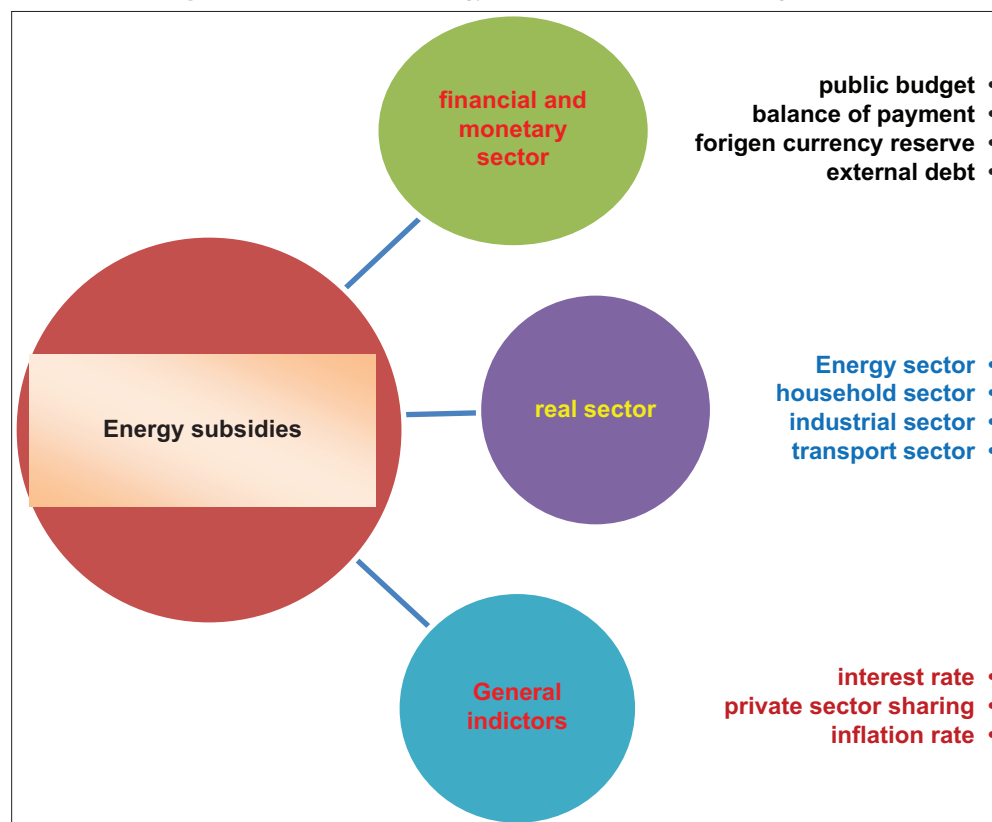 financial and
monetary
sector
public budget •
balance of payment •
forigen currency reserve •
external debt •
Energy subsidies
real sector
Energy sector •
household sector •
industrial sector •
transport sector •
General
indictors
interest rate •
private sector sharing •
inflation rate •